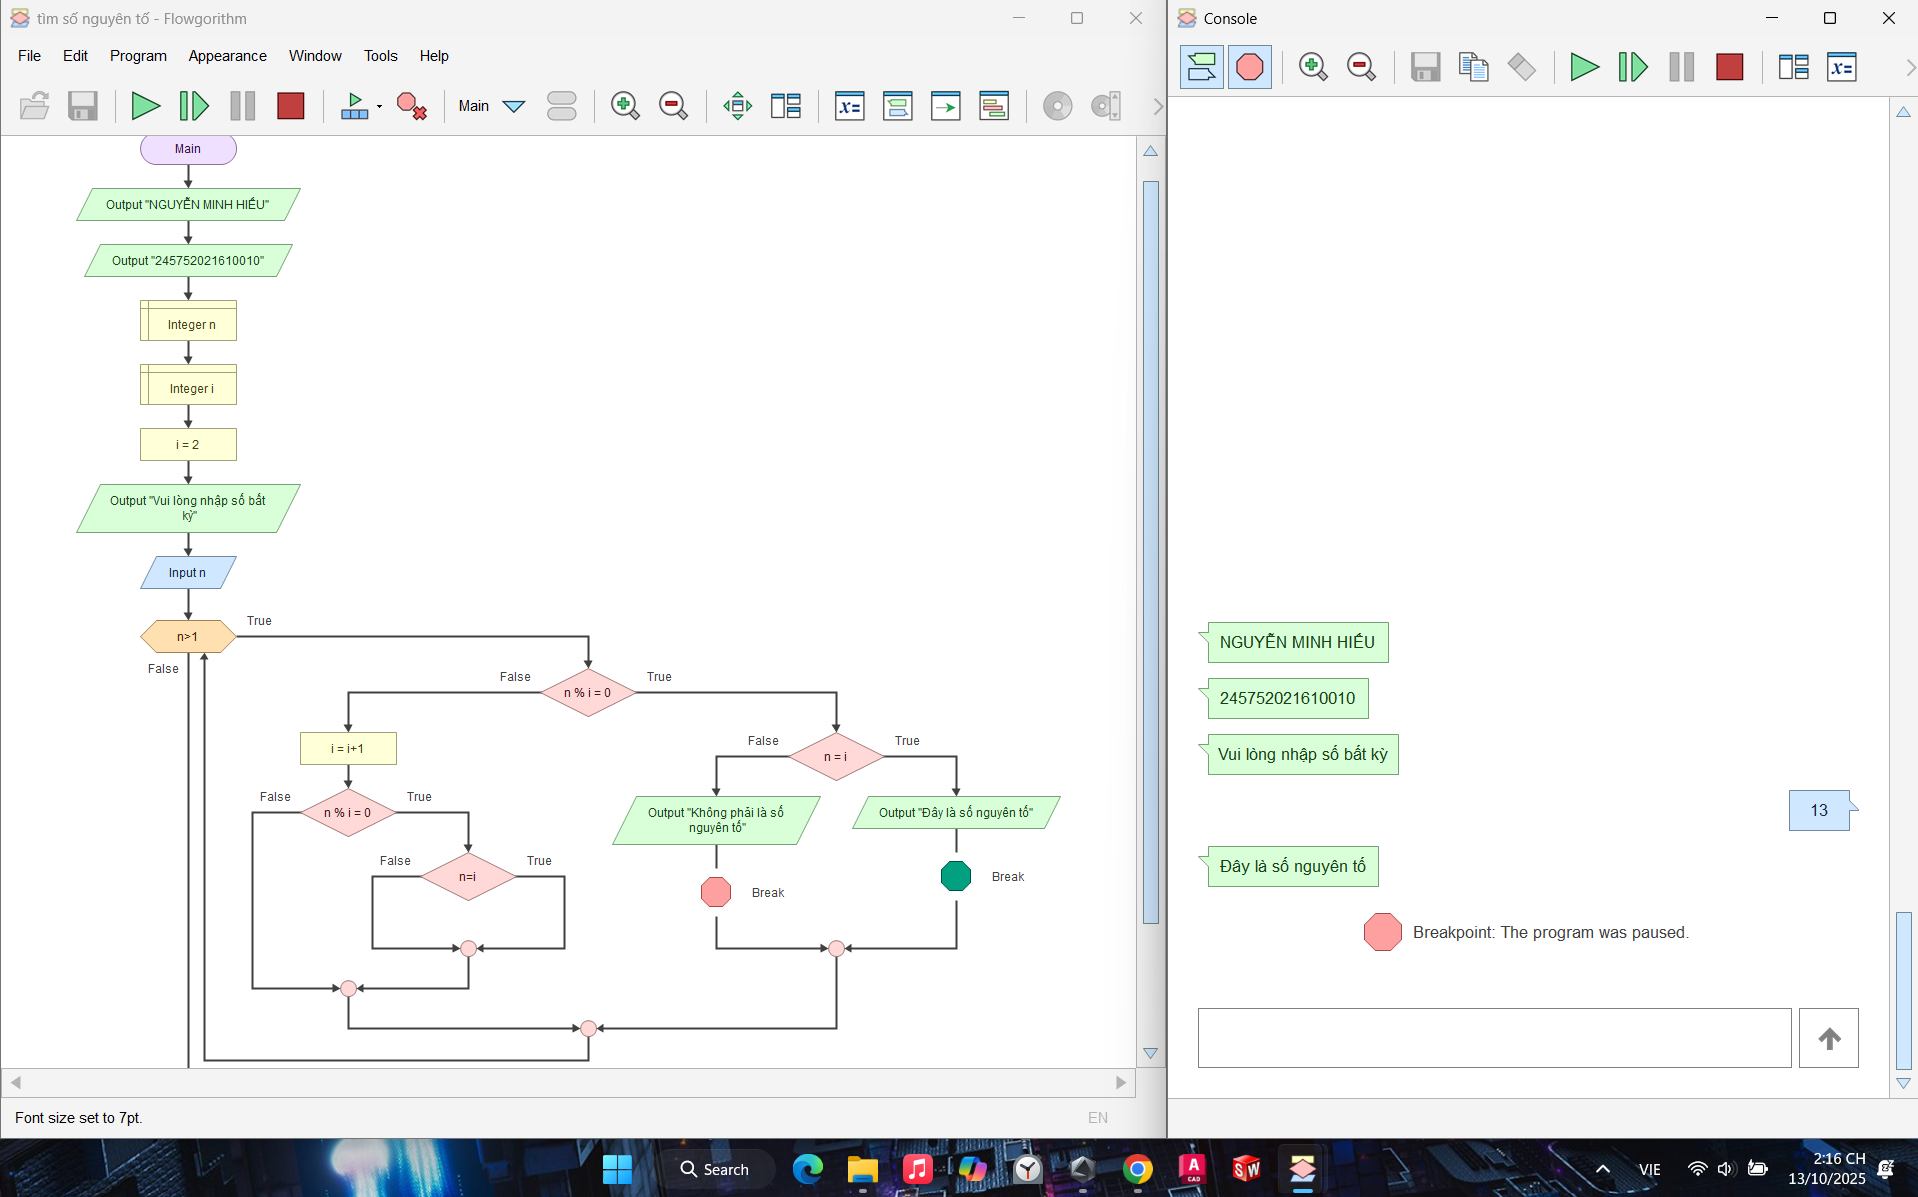 tìm số nguyên tố - Flowgorithm
File Edit Program Appearance Window Tools Help
Main
Main
Output "NGUYỄN MINH HIẾU"
Output "245752021610010"
Integer n
Integer i
i = 2
Output "Vui lòng nhập số bất
kỳ"
Input n
n>1
True
False
n % i = 0
False
True
i = i+1
n % i = 0
False
True
n=i
False
True
n = i
False
True
Output "Không phải là số
nguyên tố"
Output "Đây là số nguyên tố"
Break
Break
Font size set to 7pt.
EN
Console
x=
x=
NGUYỄN MINH HIẾU
245752021610010
Vui lòng nhập số bất kỳ
13
Đây là số nguyên tố
Breakpoint: The program was paused.
Search
A
CAD
SW
VIE
2:16 CH
13/10/2025